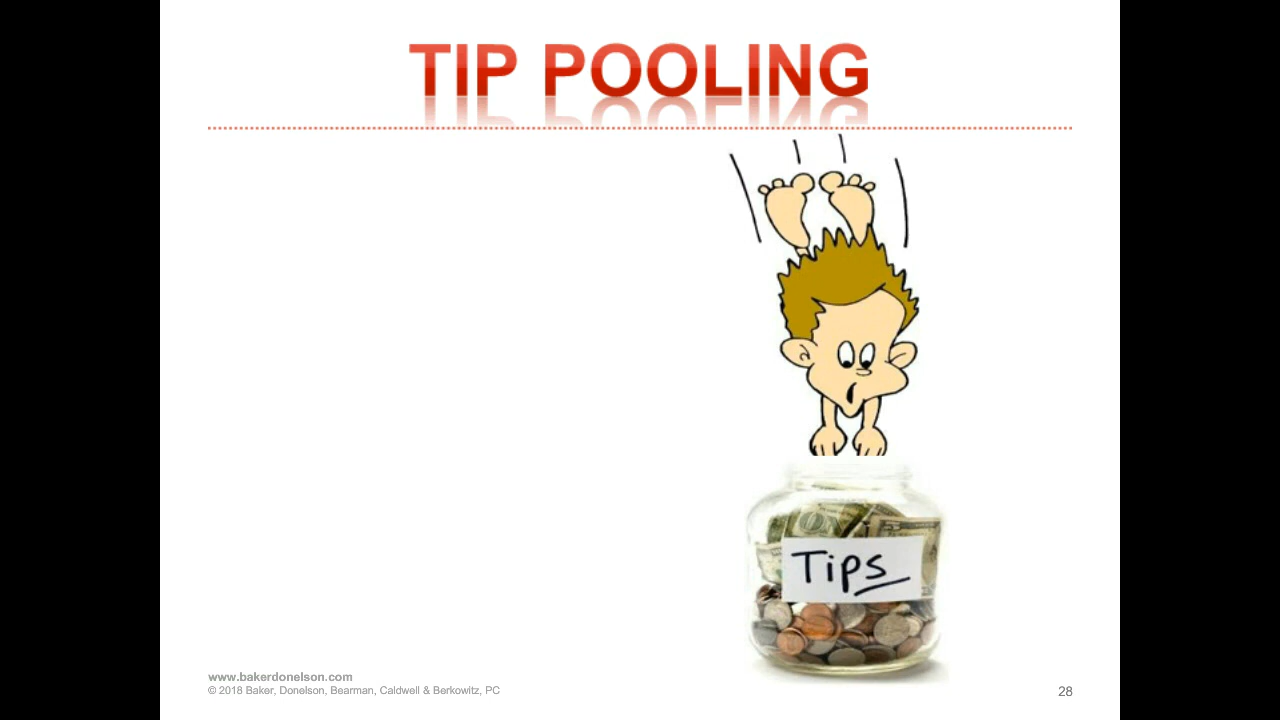 TIP POOLING
Tips
www.bakerdonelson.com
© 2018 Baker, Donelson, Bearman, Caldwell & Berkowitz, PC
28